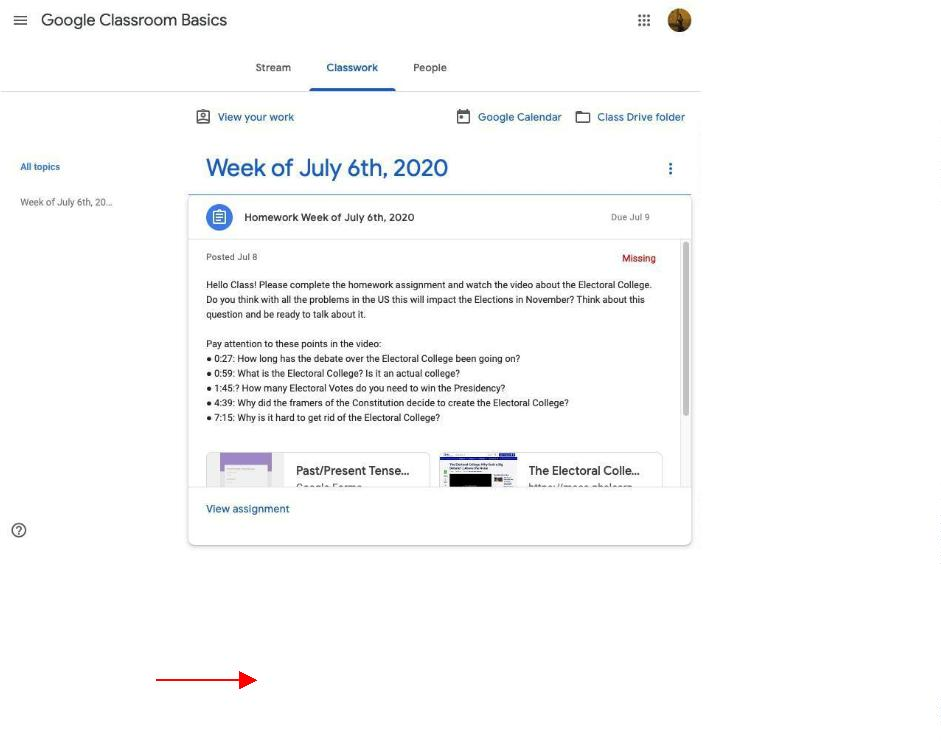 Google Classroom Basics
Stream Classwork People
View your work Google Calendar Class Drive folder
All topics
Week of July 6th, 2020
Week of July 6th, 20...
Homework Week of July 6th, 2020 Due Jul 9
Posted Jul 8 Missing
Hello Class! Please complete the homework assignment and watch the video about the Electoral College.
Do you think with all the problems in the US this will impact the Elections in November? Think about this
question and be ready to talk about it.
Pay attention to these points in the video:
● 0:27: How long has the debate over the Electoral College been going on?
● 0:59: What is the Electoral College? Is it an actual college?
● 1:45:? How many Electoral Votes do you need to win the Presidency?
● 4:39: Why did the framers of the Constitution decide to create the Electoral College?
● 7:15: Why is it hard to get rid of the Electoral College?
Past/Present Tense... The Electoral Colle...
Google Forms
View assignment